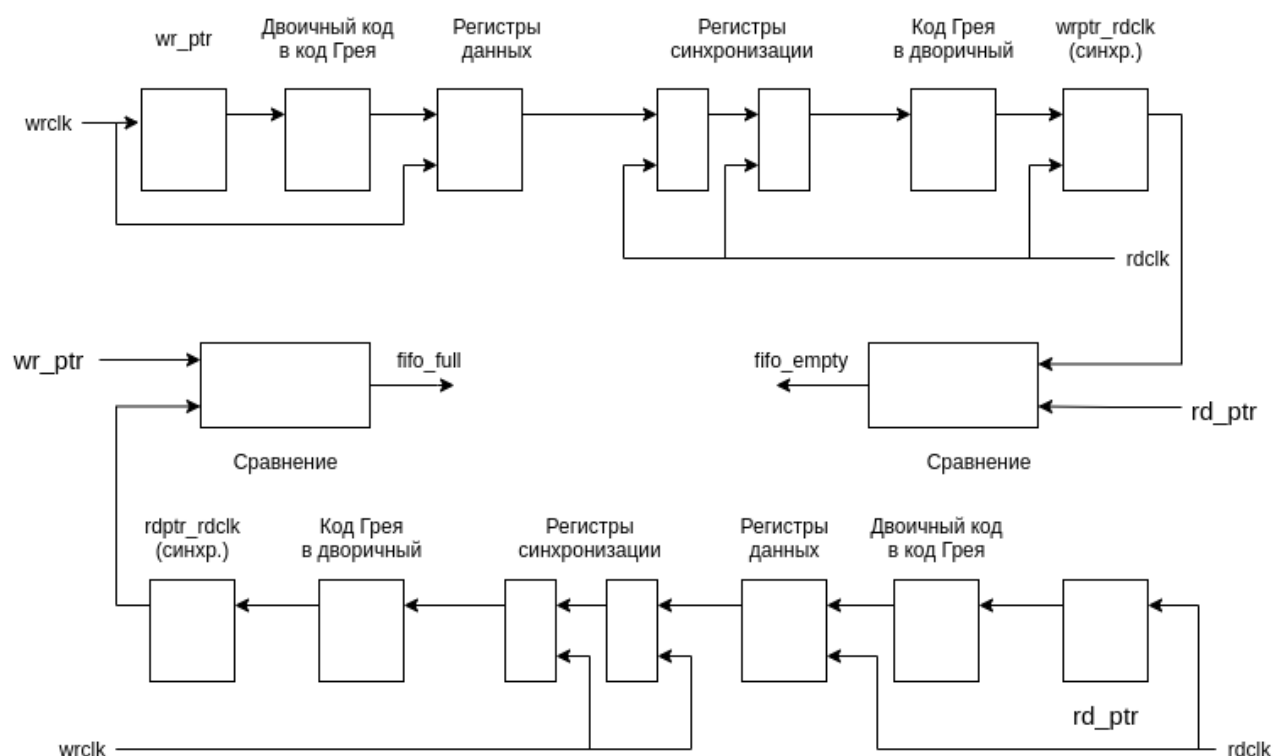 wr_ptr
Двоичный код
в код Грея
Регистры
данных
Регистры
синхронизации
Код Грея
в дворичный
wrptr_rdclk
(синхр.)
wrclk
rdclk
wr_ptr
fifo_full
fifo_empty
rd_ptr
Сравнение
Сравнение
rdptr_rdclk
(синхр.)
Код Грея
в дворичный
Регистры
синхронизации
Регистры
данных
Двоичный код
в код Грея
rd_ptr
wrclk
rdclk